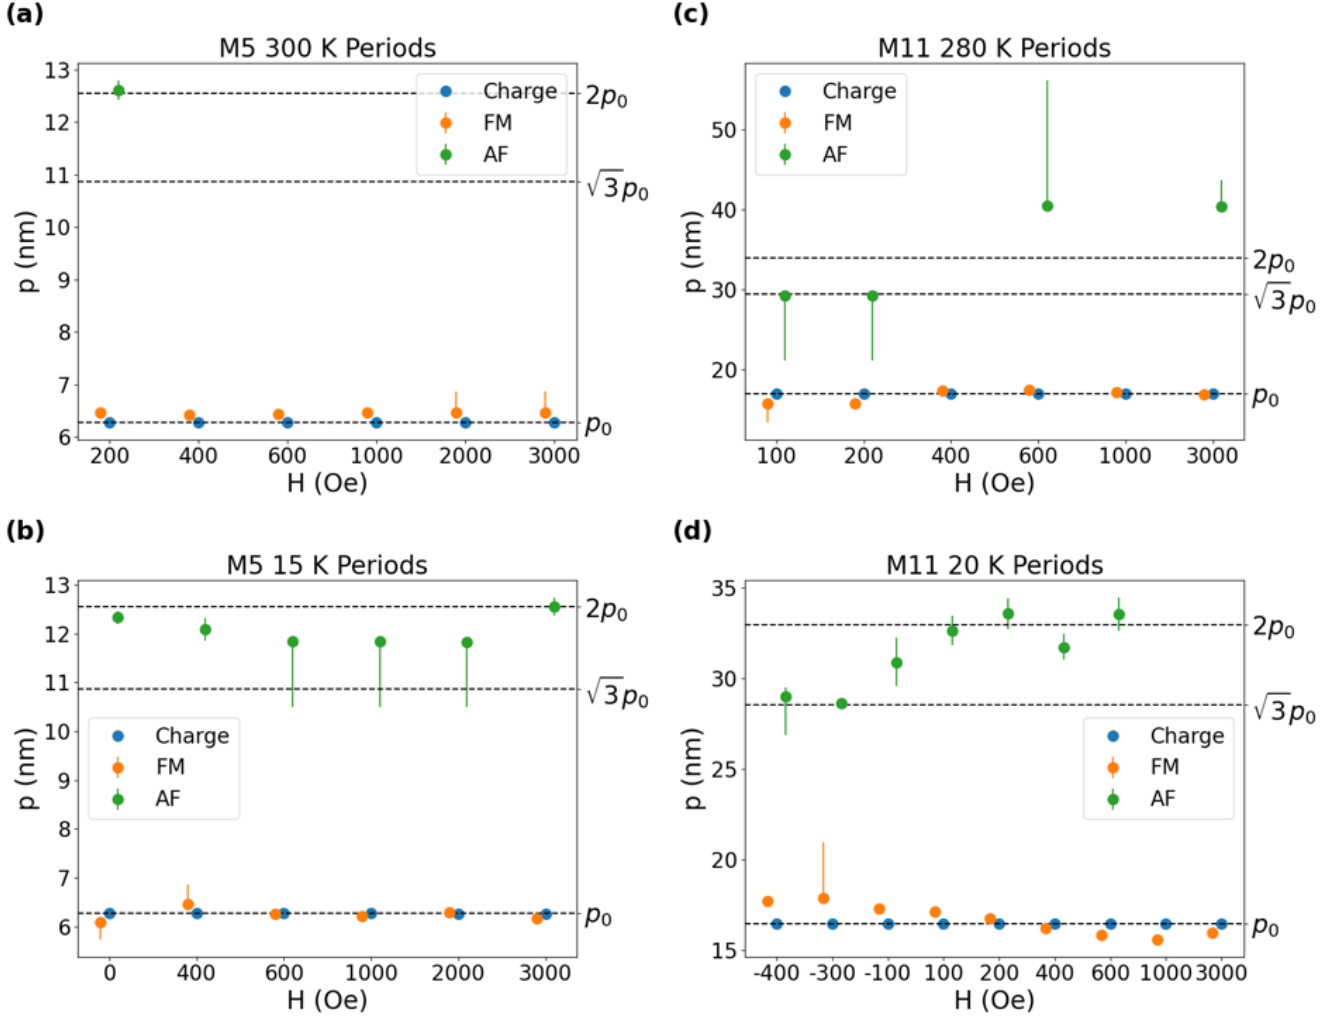 (a)
M5 300 K Periods
13
12
11
10
9
8
7
6
p (nm)
Charge
FM
AF
2p₀
√3p₀
p₀
200 400 600 1000 2000 3000
H (Oe)
(c)
M11 280 K Periods
50
40
30
20
p (nm)
Charge
FM
AF
2p₀
√3p₀
p₀
100 200 400 600 1000 3000
H (Oe)
(b)
M5 15 K Periods
13
12
11
10
9
8
7
6
p (nm)
Charge
FM
AF
2p₀
√3p₀
p₀
0 400 600 1000 2000 3000
H (Oe)
(d)
M11 20 K Periods
35
30
25
20
15
p (nm)
Charge
FM
AF
2p₀
√3p₀
p₀
-400 -300 -100 100 200 400 600 1000 3000
H (Oe)